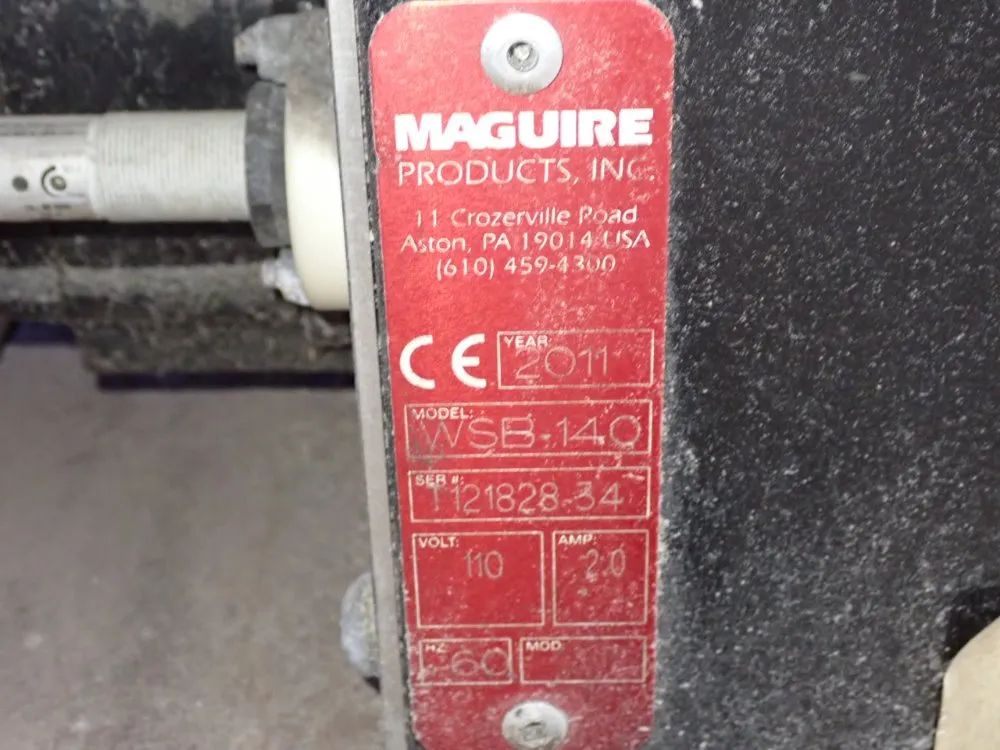 MAGUIRE
PRODUCTS, INC.
11 Crozerville Road
Aston, PA 19014 USA
(610) 459-4300
CE
YEAR:
2011
MODEL:
WSB-140
SER #:
T121828-34
VOLT:
110
AMP:
2.0
HZ:
60
MOD: